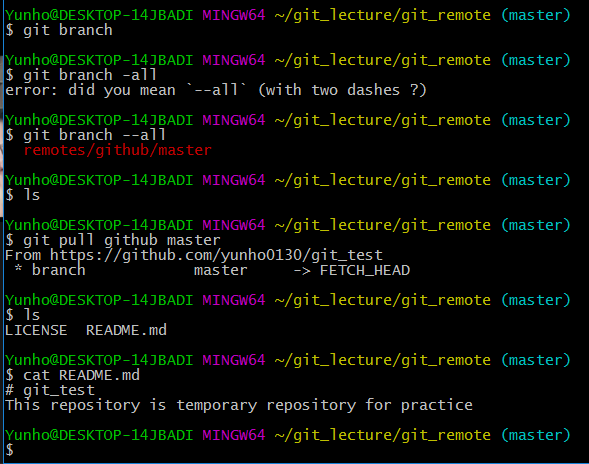 Yunho@DESKTOP-14JBADI MINGW64 ~/git_lecture/git_remote (master)
$ git branch
Yunho@DESKTOP-14JBADI MINGW64 ~/git_lecture/git_remote (master)
$ git branch -all
error: did you mean `--all` (with two dashes ?)
Yunho@DESKTOP-14JBADI MINGW64 ~/git_lecture/git_remote (master)
$ git branch --all
remotes/github/master
Yunho@DESKTOP-14JBADI MINGW64 ~/git_lecture/git_remote (master)
$ ls
Yunho@DESKTOP-14JBADI MINGW64 ~/git_lecture/git_remote (master)
$ git pull github master
From https://github.com/yunho0130/git_test
* branch            master     -> FETCH_HEAD
Yunho@DESKTOP-14JBADI MINGW64 ~/git_lecture/git_remote (master)
$ ls
LICENSE  README.md
Yunho@DESKTOP-14JBADI MINGW64 ~/git_lecture/git_remote (master)
$ cat README.md
# git_test
This repository is temporary repository for practice
Yunho@DESKTOP-14JBADI MINGW64 ~/git_lecture/git_remote (master)
$